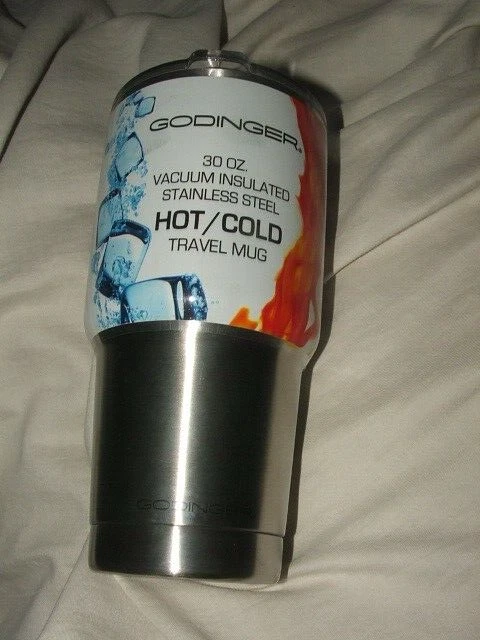 GODINGER®
30 OZ.
VACUUM INSULATED
STAINLESS STEEL
HOT/COLD
TRAVEL MUG
GODINGER